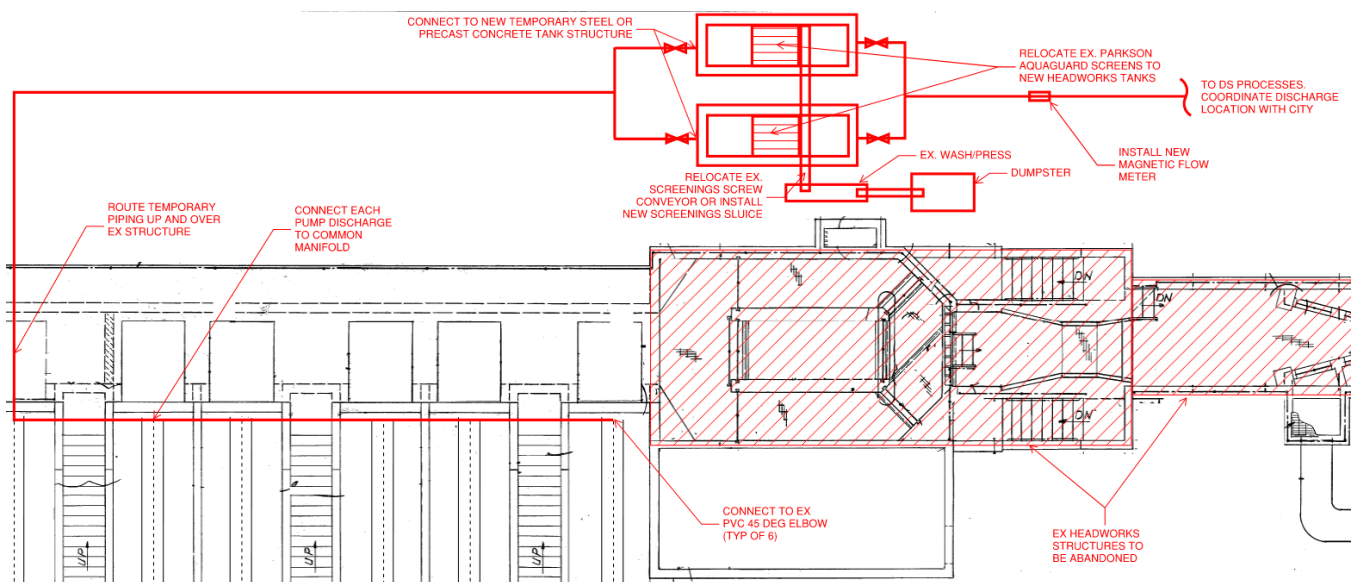 CONNECT TO NEW TEMPORARY STEEL OR
PRECAST CONCRETE TANK STRUCTURE
RELOCATE EX. PARKSON
AQUAGUARD SCREENS TO
NEW HEADWORKS TANKS
TO DS PROCESSES.
COORDINATE DISCHARGE
LOCATION WITH CITY
INSTALL NEW
MAGNETIC FLOW
METER
EX. WASH/PRESS
DUMPSTER
RELOCATE EX.
SCREENINGS SCREW
CONVEYOR OR INSTALL
NEW SCREENINGS SLUICE
ROUTE TEMPORARY
PIPING UP AND OVER
EX STRUCTURE
CONNECT EACH
PUMP DISCHARGE
TO COMMON
MANIFOLD
DN
DN
DN
CONNECT TO EX
PVC 45 DEG ELBOW
(TYP OF 6)
EX HEADWORKS
STRUCTURES TO
BE ABANDONED
UP
UP
UP